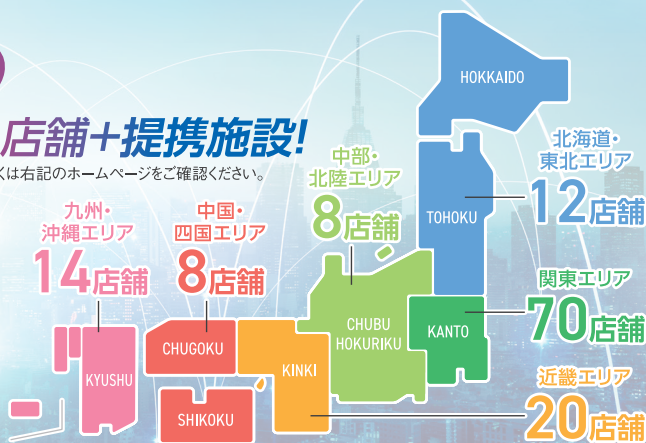 店舗+提携施設!
くは右記のホームページをご確認ください。
HOKKAIDO
北海道・
東北エリア
12店舗
TOHOKU
中部・
北陸エリア
8店舗
九州・
沖縄エリア
14店舗
中国・
四国エリア
8店舗
関東エリア
70店舗
CHUBU
HOKURIKU
KANTO
CHUGOKU
KINKI
KYUSHU
近畿エリア
20店舗
SHIKOKU